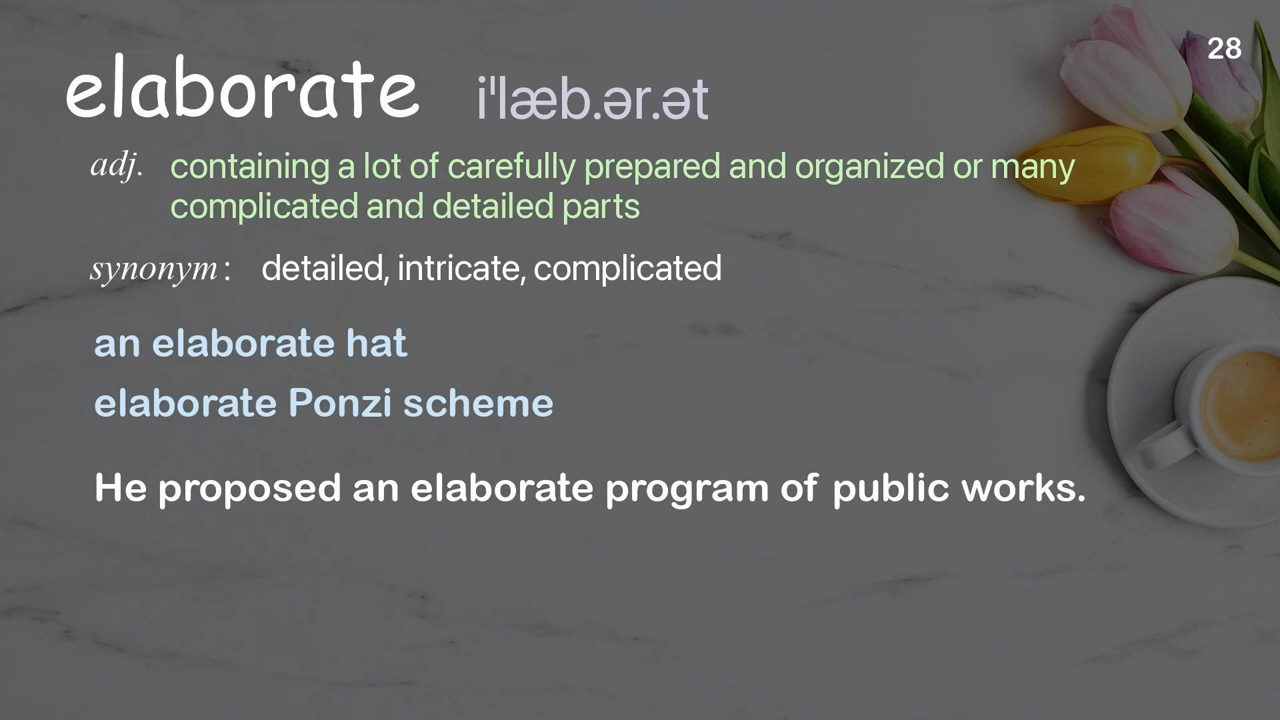 28
elaborate iˈlæb.ər.ət
adj. containing a lot of carefully prepared and organized or many
complicated and detailed parts
synonym: detailed, intricate, complicated
an elaborate hat
elaborate Ponzi scheme
He proposed an elaborate program of public works.